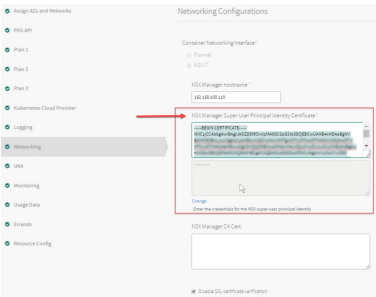 Assign AZs and Networks
PKS API
Plan 1
Plan 2
Plan 3
Kubernetes Cloud Provider
Logging
Networking
UAA
Monitoring
Usage Data
Errands
Resource Config
Networking Configurations
Container Networking Interface*
Flannel
NSX-T
NSX Manager hostname *
192.168.100.110
NSX Manager Super User Principal Identity Certificate *
-----BEGIN CERTIFICATE-----
Change
Enter the credentials for the NSX super user principal identity
NSX Manager CA Cert
Disable SSL certificate verification